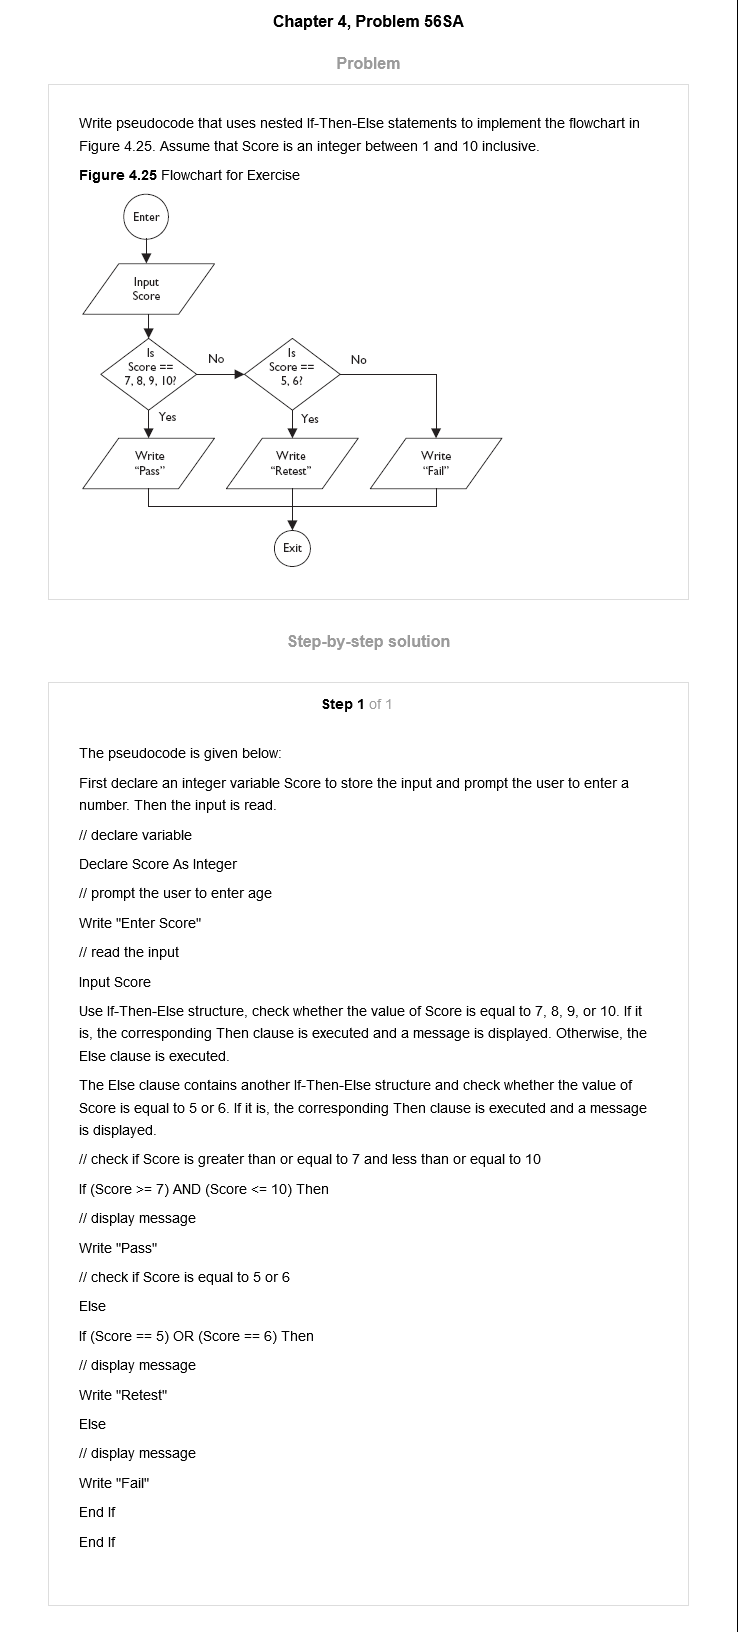 Chapter 4, Problem 56SA
Problem
Write pseudocode that uses nested If-Then-Else statements to implement the flowchart in
Figure 4.25. Assume that Score is an integer between 1 and 10 inclusive.
Figure 4.25 Flowchart for Exercise
Enter
Input
Score
Is
Score ==
7, 8, 9, 10?
No
Is
Score ==
5, 6?
No
Yes
Yes
Write
“Pass”
Write
“Retest”
Write
“Fail”
Exit
Step-by-step solution
Step 1 of 1
The pseudocode is given below:
First declare an integer variable Score to store the input and prompt the user to enter a
number. Then the input is read.
// declare variable
Declare Score As Integer
// prompt the user to enter age
Write "Enter Score"
// read the input
Input Score
Use If-Then-Else structure, check whether the value of Score is equal to 7, 8, 9, or 10. If it
is, the corresponding Then clause is executed and a message is displayed. Otherwise, the
Else clause is executed.
The Else clause contains another If-Then-Else structure and check whether the value of
Score is equal to 5 or 6. If it is, the corresponding Then clause is executed and a message
is displayed.
// check if Score is greater than or equal to 7 and less than or equal to 10
If (Score >= 7) AND (Score <= 10) Then
// display message
Write "Pass"
// check if Score is equal to 5 or 6
Else
If (Score == 5) OR (Score == 6) Then
// display message
Write "Retest"
Else
// display message
Write "Fail"
End If
End If